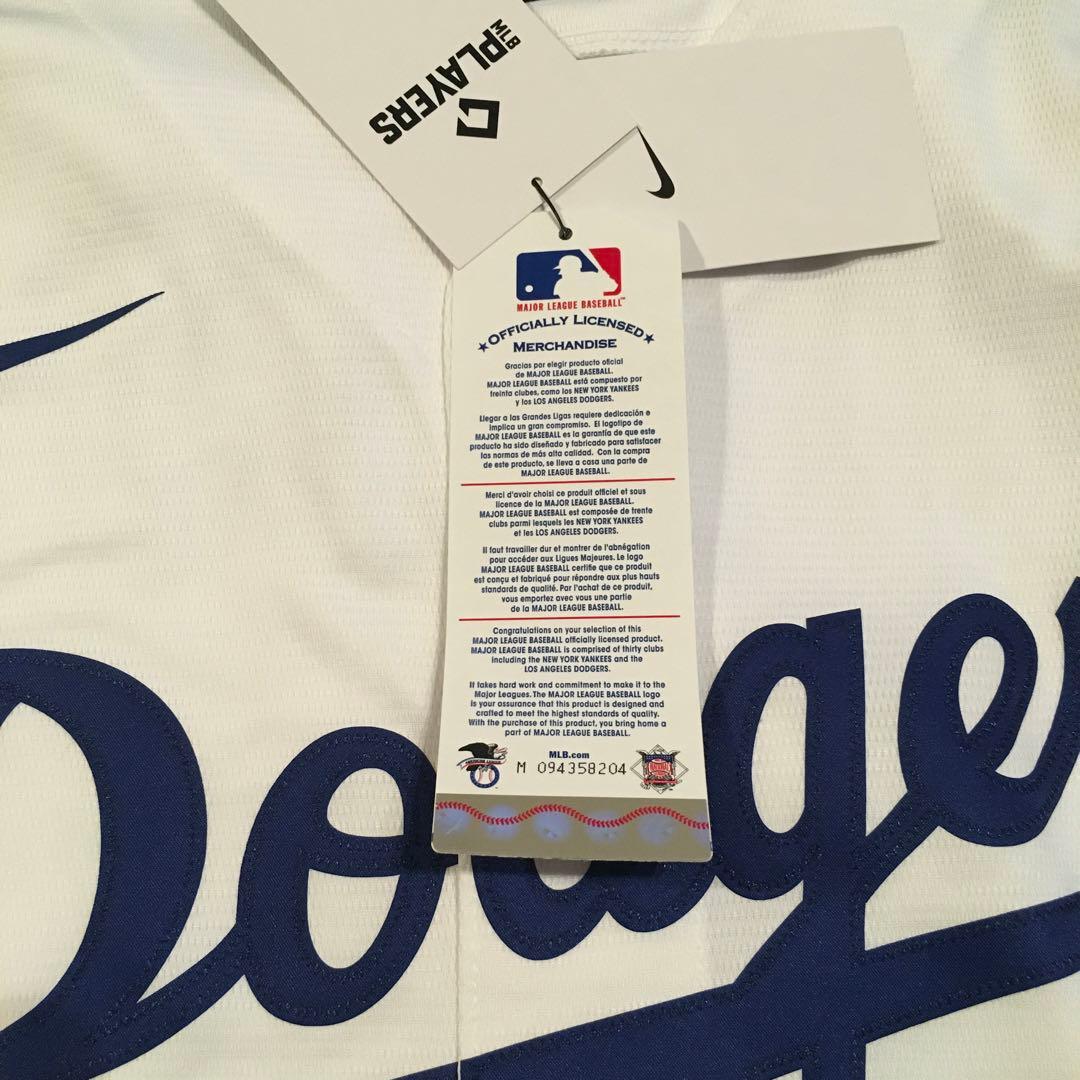 MLB
PLAYERS
MAJOR LEAGUE BASEBALL™
OFFICIALLY LICENSED
MERCHANDISE
Gracias por elegir producto oficial
de MAJOR LEAGUE BASEBALL.
MAJOR LEAGUE BASEBALL está compuesto por
treinta clubes, como los NEW YORK YANKEES
y los LOS ANGELES DODGERS.
Llegar a las Grandes Ligas requiere dedicación e
implica un gran compromiso. El logotipo de
MAJOR LEAGUE BASEBALL es la garantía de que este
producto ha sido diseñado y fabricado para satisfacer
las normas de más alta calidad. Con la compra
de este producto, se lleva a casa una parte de
MAJOR LEAGUE BASEBALL.
Merci d'avoir choisi ce produit officiel et sous
licence de la MAJOR LEAGUE BASEBALL.
MAJOR LEAGUE BASEBALL est composée de trente
clubs parmi lesquels les NEW YORK YANKEES
et les LOS ANGELES DODGERS.
Il faut travailler dur et montrer de l'abnégation
pour accéder aux Ligues Majeures. Le logo
MAJOR LEAGUE BASEBALL certifie que ce produit
est conçu et fabriqué pour répondre aux plus hauts
standards de qualité. Par l'achat de ce produit,
vous emportez avec vous une partie
de la MAJOR LEAGUE BASEBALL.
Congratulations on your selection of this
MAJOR LEAGUE BASEBALL officially licensed product.
MAJOR LEAGUE BASEBALL is comprised of thirty clubs
including the NEW YORK YANKEES and the
LOS ANGELES DODGERS.
It takes hard work and commitment to make it to the
Major Leagues. The MAJOR LEAGUE BASEBALL logo
is your assurance that this product is designed and
crafted to meet the highest standards of quality.
With the purchase of this product, you bring home a
part of MAJOR LEAGUE BASEBALL.
MLB.com
M 094358204
Dodge